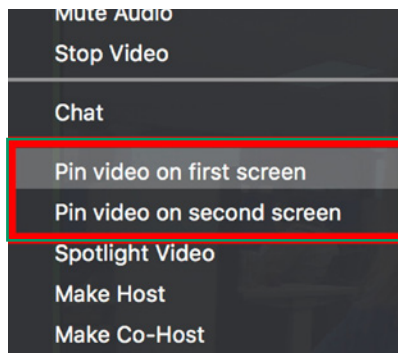 Mute Audio
Stop Video
Chat
Pin video on first screen
Pin video on second screen
Spotlight Video
Make Host
Make Co-Host